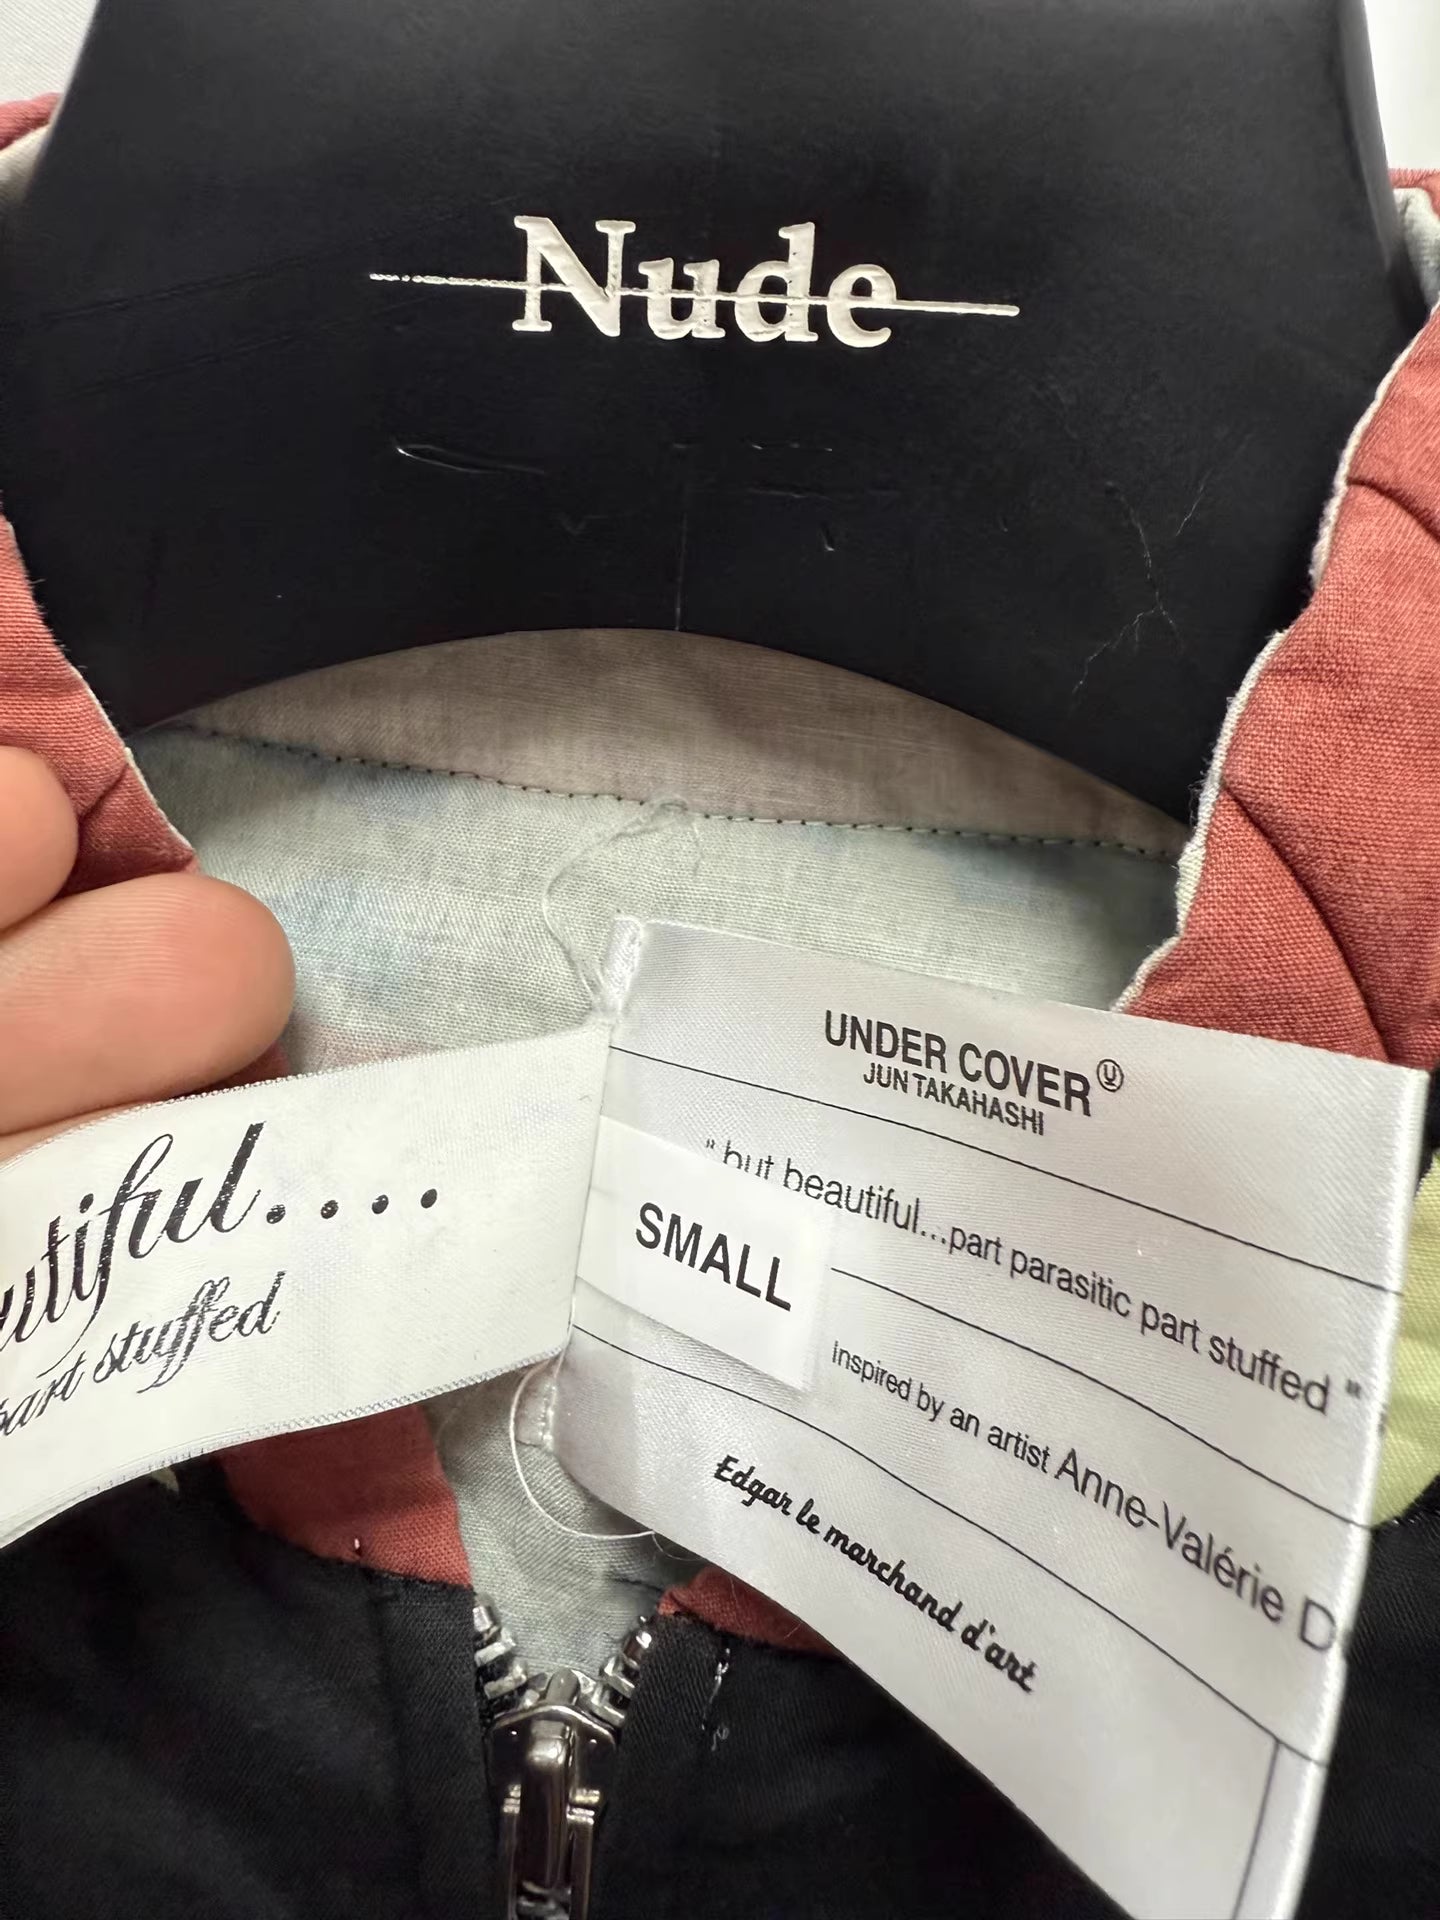 Nude
utiful....
part stuffed
UNDER COVER Ⓤ
JUN TAKAHASHI
" but beautiful...part parasitic part stuffed "
SMALL
Inspired by an artist Anne-Valérie D
Edgar le marchand d'art